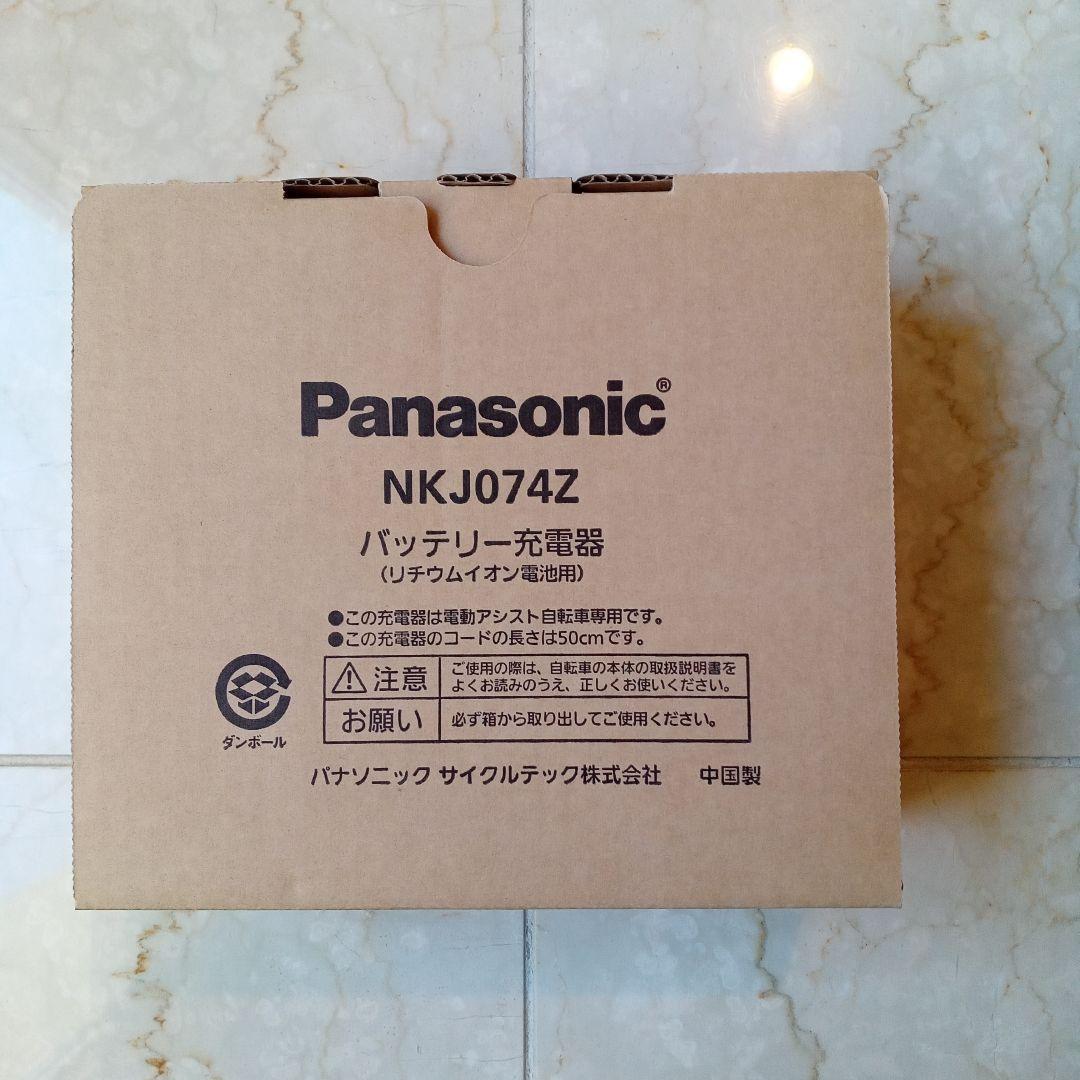 Panasonic®
NKJ074Z
バッテリー充電器
(リチウムイオン電池用)
●この充電器は電動アシスト自転車専用です。
●この充電器のコードの長さは50cmです。
⚠注意 ご使用の際は、自転車の本体の取扱説明書を
よくお読みのうえ、正しくお使いください。
お願い 必ず箱から取り出してご使用ください。
ダンボール
パナソニック サイクルテック株式会社 中国製